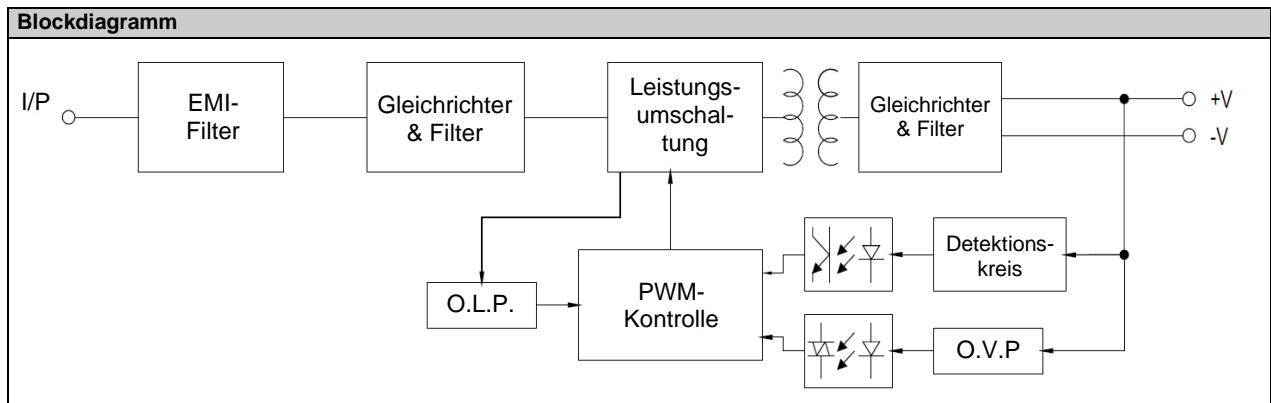 Blockdiagramm
I/P
EMI-
Filter
Gleichrichter
& Filter
Leistungs-
umschal-
tung
Gleichrichter
& Filter
+V
-V
Detektions-
kreis
O.L.P.
PWM-
Kontrolle
O.V.P